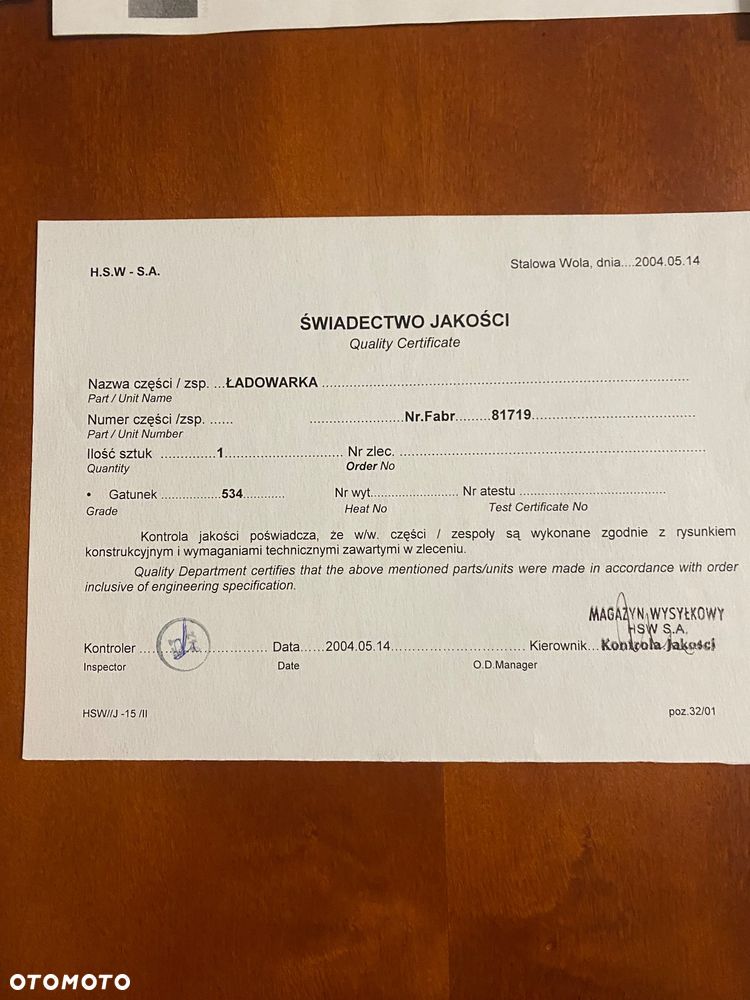 H.S.W - S.A.
Stalowa Wola, dnia....2004.05.14
ŚWIADECTWO JAKOŚCI
Quality Certificate
Nazwa części / zsp. ...ŁADOWARKA ...........................................................................................
Part / Unit Name
Numer części /zsp. ...... .......................Nr.Fabr.........81719........................................
Part / Unit Number
Ilość sztuk ..............1............................. Nr zlec. ...........................................................................
Quantity Order No
• Gatunek ...............534............ Nr wyt...................... Nr atestu .....................................
Grade Heat No Test Certificate No
Kontrola jakości poświadcza, że w/w. części / zespoły są wykonane zgodnie z rysunkiem
konstrukcyjnym i wymaganiami technicznymi zawartymi w zleceniu.
Quality Department certifies that the above mentioned parts/units were made in accordance with order
inclusive of engineering specification.
MAGAZYN WYSYŁKOWY
HSW S.A.
Kontroler ................................. Data......2004.05.14.................................. Kierownik... Kontrola Jakości
Inspector Date O.D.Manager
HSW//J -15 /II poz.32/01
OTOMOTO